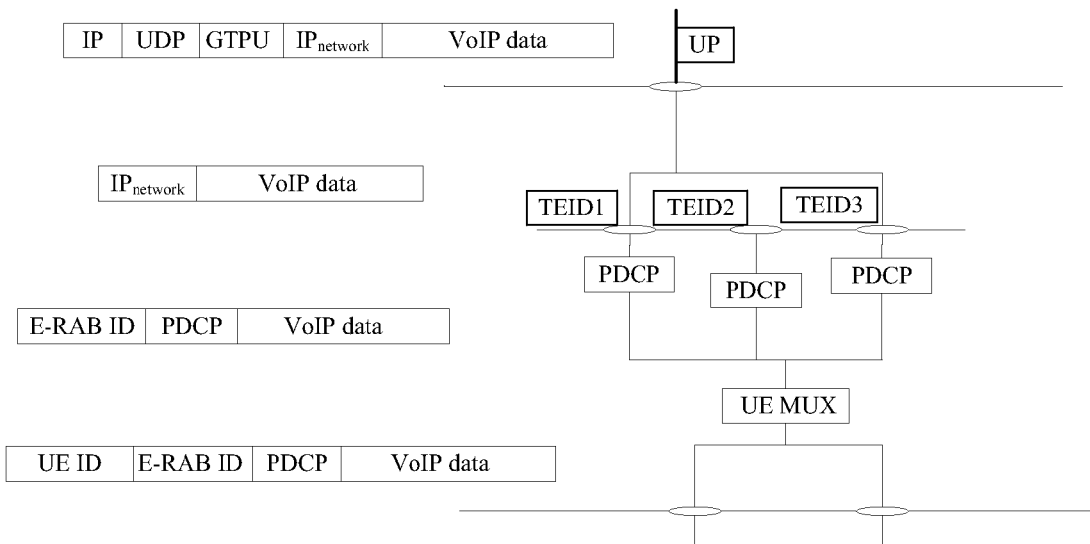 IP UDP GTPU IPnetwork VoIP data
UP
IPnetwork VoIP data
TEID1 TEID2 TEID3
PDCP PDCP PDCP
E-RAB ID PDCP VoIP data
UE MUX
UE ID E-RAB ID PDCP VoIP data